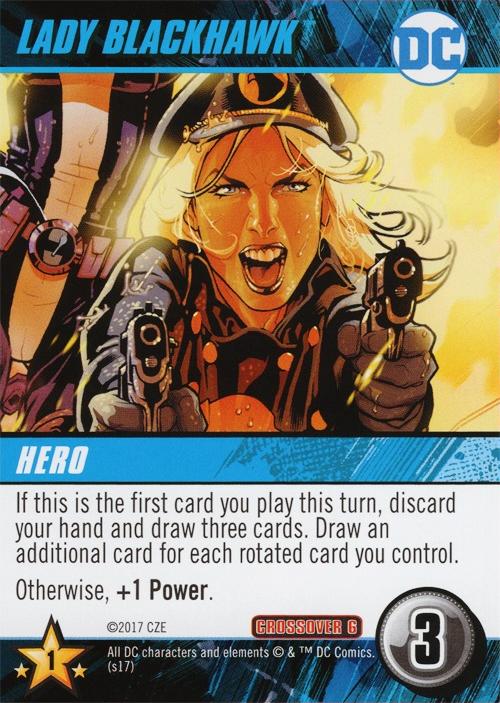 LADY BLACKHAWK
DC
HERO
If this is the first card you play this turn, discard
your hand and draw three cards. Draw an
additional card for each rotated card you control.
Otherwise, +1 Power.
©2017 CZE
CROSSOVER 6
1
All DC characters and elements © & ™ DC Comics.
(s17)
3